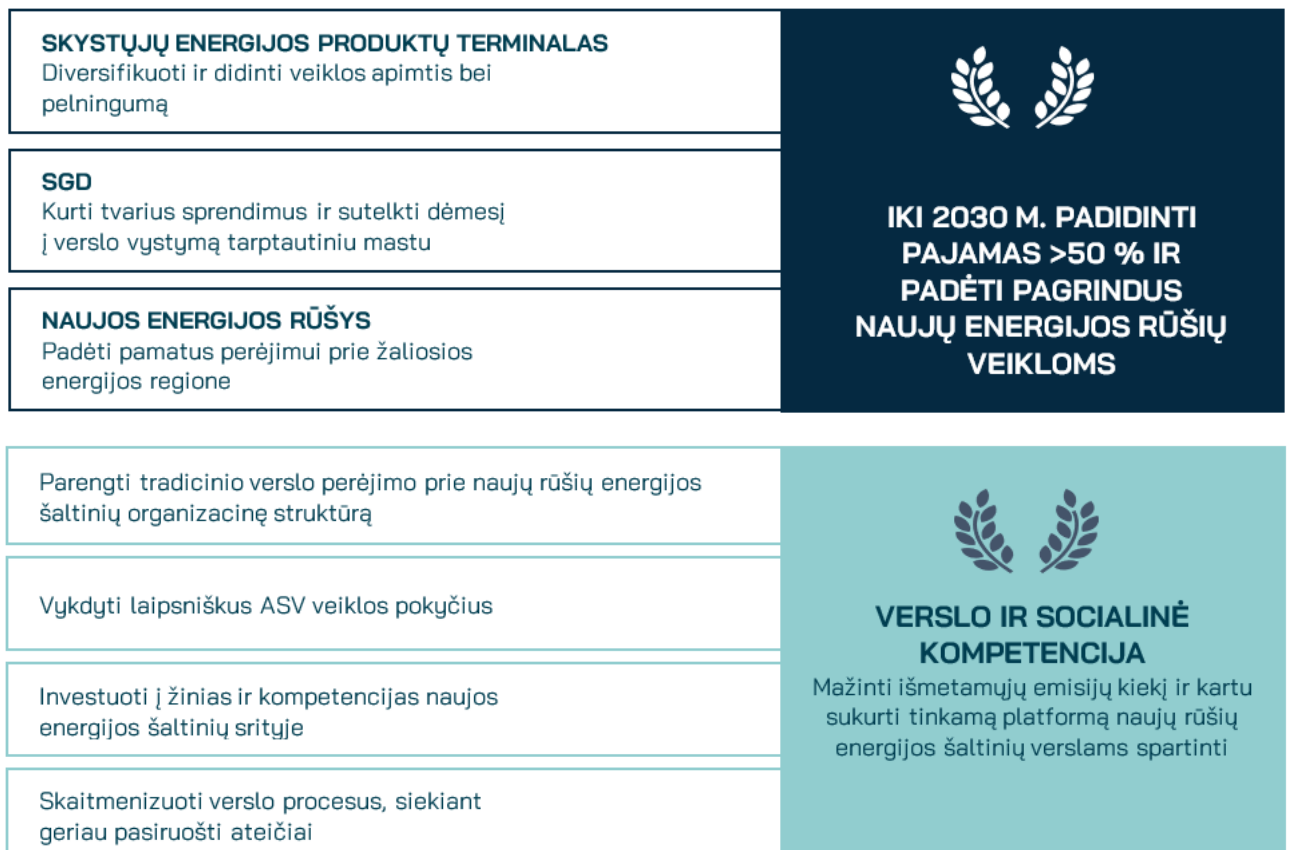 SKYSTŲJŲ ENERGIJOS PRODUKTŲ TERMINALAS
Diversifikuoti ir didinti veiklos apimtis bei
pelningumą
SGD
Kurti tvarius sprendimus ir sutelkti dėmesį
į verslo vystymą tarptautiniu mastu
NAUJOS ENERGIJOS RŪŠYS
Padėti pamatus perėjimui prie žaliosios
energijos regione
IKI 2030 M. PADIDINTI
PAJAMAS >50 % IR
PADĖTI PAGRINDUS
NAUJŲ ENERGIJOS RŪŠIŲ
VEIKLOMS
Parengti tradicinio verslo perėjimo prie naujų rūšių energijos
šaltinių organizacinę struktūrą
Vykdyti laipsniškus ASV veiklos pokyčius
Investuoti į žinias ir kompetencijas naujos
energijos šaltinių srityje
Skaitmenizuoti verslo procesus, siekiant
geriau pasiruošti ateičiai
VERSLO IR SOCIALINĖ
KOMPETENCIJA
Mažinti išmetamųjų emisijų kiekį ir kartu
sukurti tinkamą platformą naujų rūšių
energijos šaltinių verslams spartinti